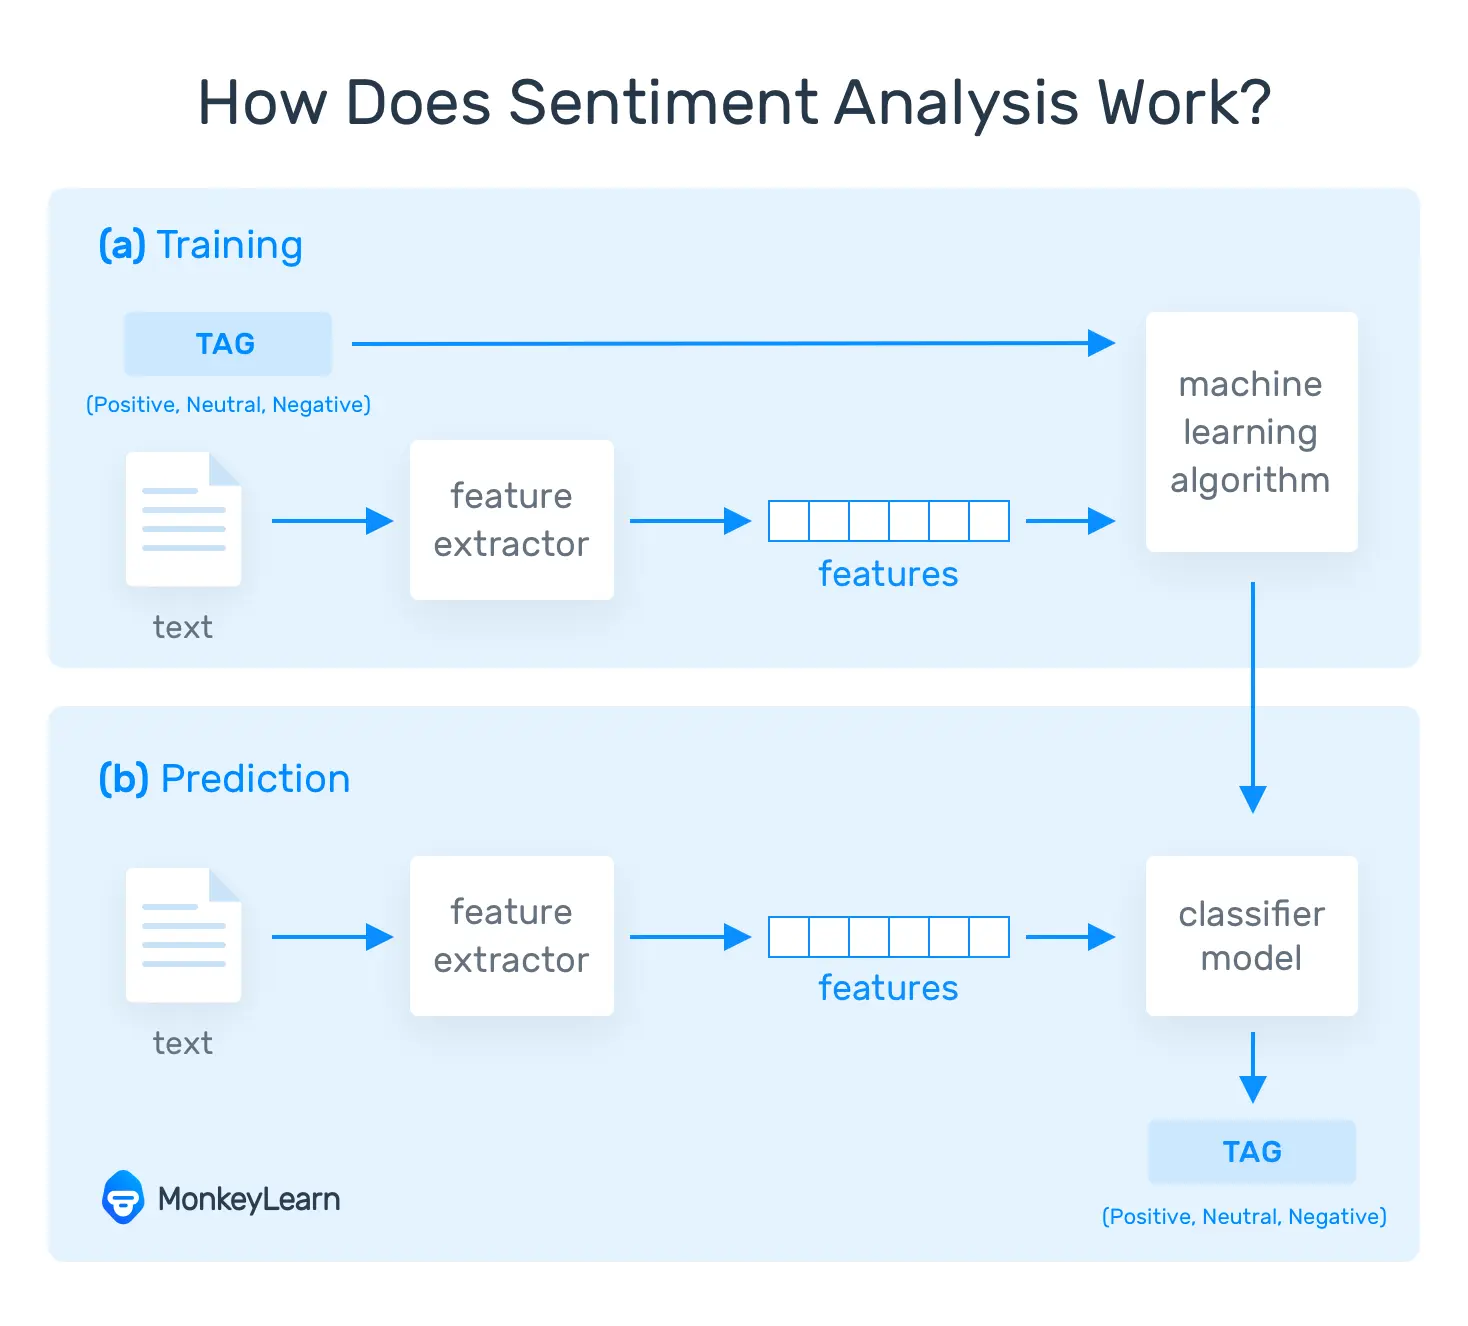 How Does Sentiment Analysis Work?
(a) Training
TAG
(Positive, Neutral, Negative)
text
feature
extractor
features
machine
learning
algorithm
(b) Prediction
text
feature
extractor
features
classifier
model
TAG
(Positive, Neutral, Negative)
MonkeyLearn